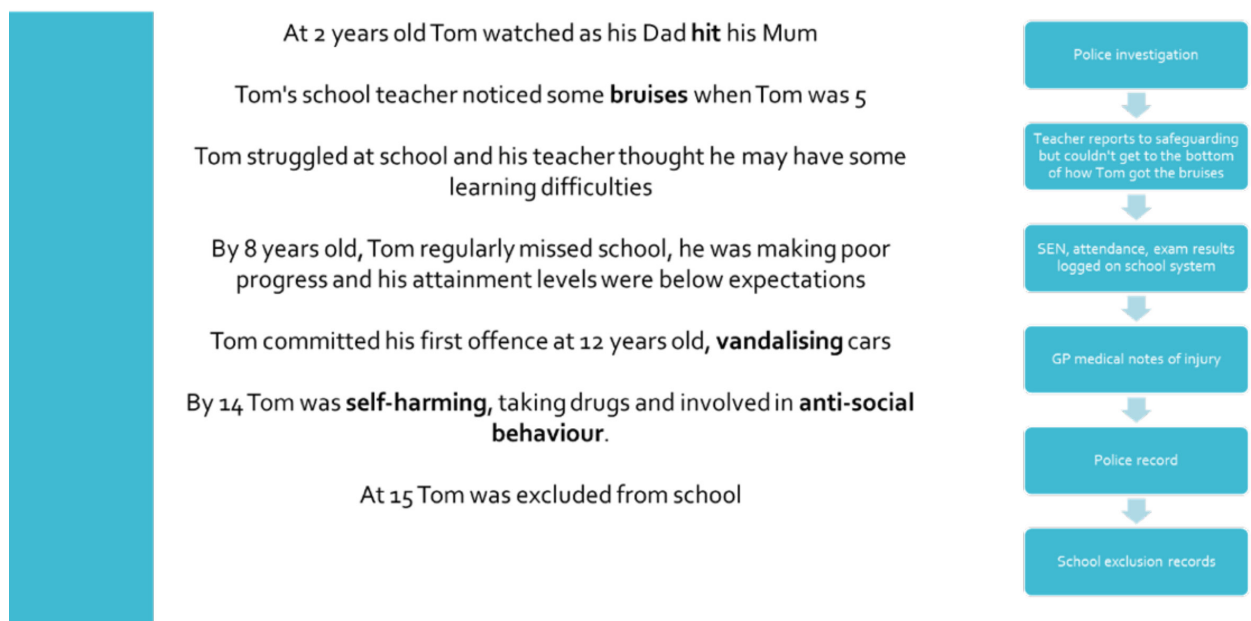 At 2 years old Tom watched as his Dad hit his Mum
Tom's school teacher noticed some bruises when Tom was 5
Tom struggled at school and his teacher thought he may have some
learning difficulties
By 8 years old, Tom regularly missed school, he was making poor
progress and his attainment levels were below expectations
Tom committed his first offence at 12 years old, vandalising cars
By 14 Tom was self-harming, taking drugs and involved in anti-social
behaviour.
At 15 Tom was excluded from school
Police investigation
Teacher reports to safeguarding
but couldn't get to the bottom
of how Tom got the bruises
SEN, attendance, exam results
logged on school system
GP medical notes of injury
Police record
School exclusion records